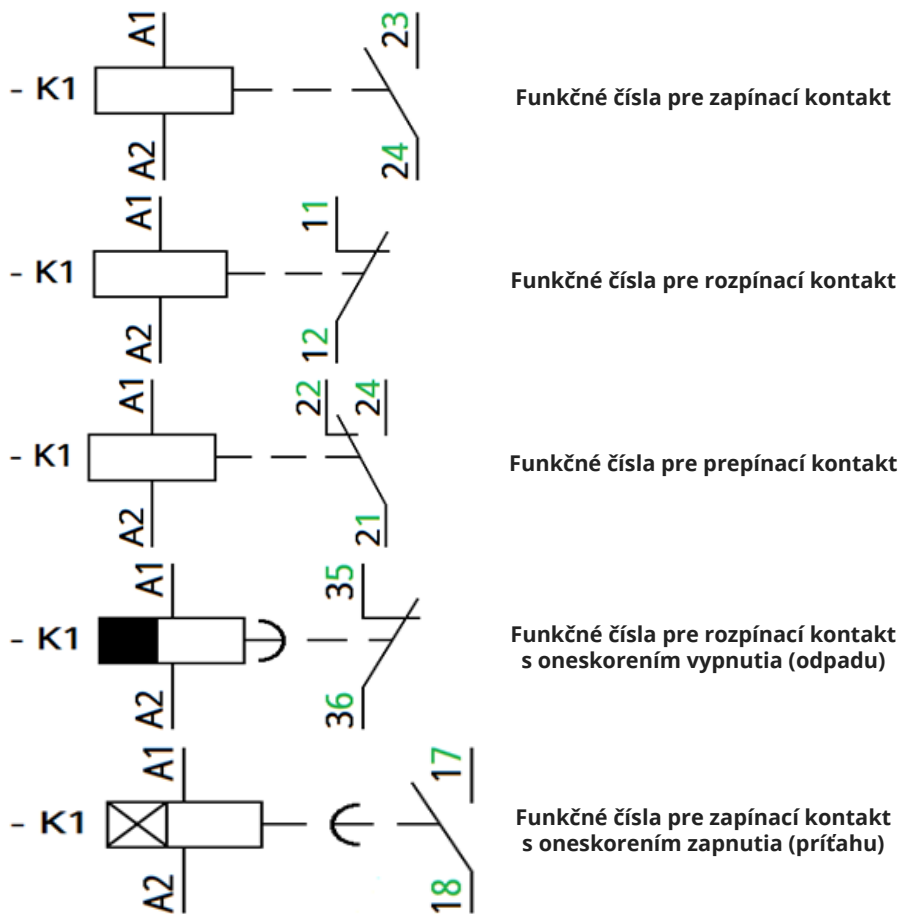 A1
23
- K1
Funkčné čísla pre zapínací kontakt
A2
24
A1
11
- K1
Funkčné čísla pre rozpínací kontakt
A2
12
A1
22 24
- K1
Funkčné čísla pre prepínací kontakt
A2
21
A1
35
- K1
Funkčné čísla pre rozpínací kontakt
s oneskorením vypnutia (odpadu)
A2
36
A1
17
- K1
Funkčné čísla pre zapínací kontakt
s oneskorením zapnutia (príťahu)
A2
18